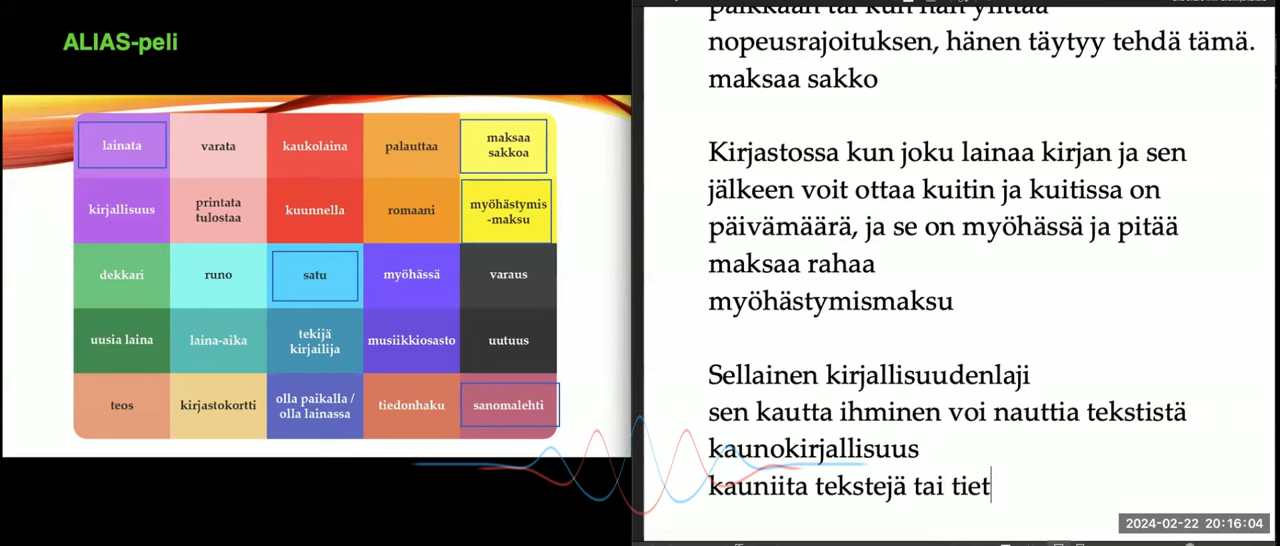 ALIAS-peli
lainata
varata
kaukolaina
palauttaa
maksaa
sakkoa
kirjallisuus
printata
tulostaa
kuunnella
romaani
myöhästymis
-maksu
dekkari
runo
satu
myöhässä
varaus
uusia laina
laina-aika
tekijä
kirjailija
musiikkiosasto
uutuus
teos
kirjastokortti
olla paikalla /
olla lainassa
tiedonhaku
sanomalehti
nopeusrajoituksen, hänen täytyy tehdä tämä.
maksaa sakko
Kirjastossa kun joku lainaa kirjan ja sen
jälkeen voit ottaa kuitin ja kuitissa on
päivämäärä, ja se on myöhässä ja pitää
maksaa rahaa
myöhästymismaksu
Sellainen kirjallisuudenlaji
sen kautta ihminen voi nauttia tekstistä
kaunokirjallisuus
kauniita tekstejä tai tiet
2024-02-22 20:16:04